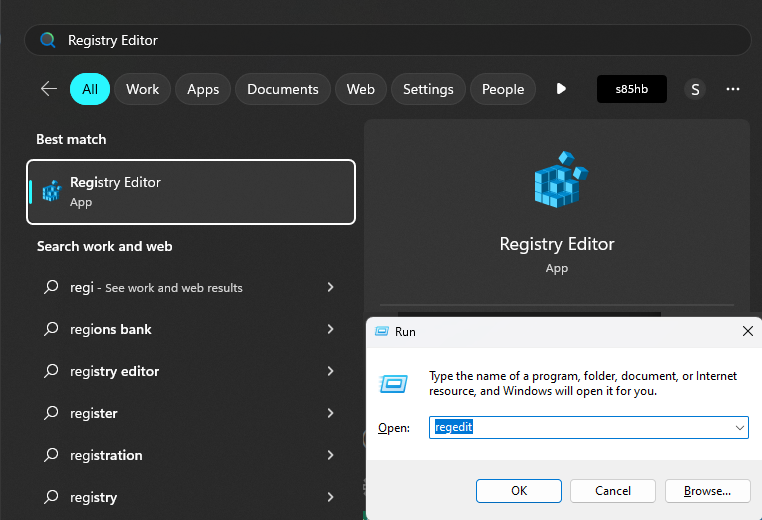 Registry Editor
All Work Apps Documents Web Settings People s85hb S
Best match
Registry Editor
App
Search work and web
regi - See work and web results
regions bank
registry editor
register
registration
registry
Registry Editor
App
Run
Type the name of a program, folder, document, or Internet
resource, and Windows will open it for you.
Open: regedit
OK Cancel Browse...